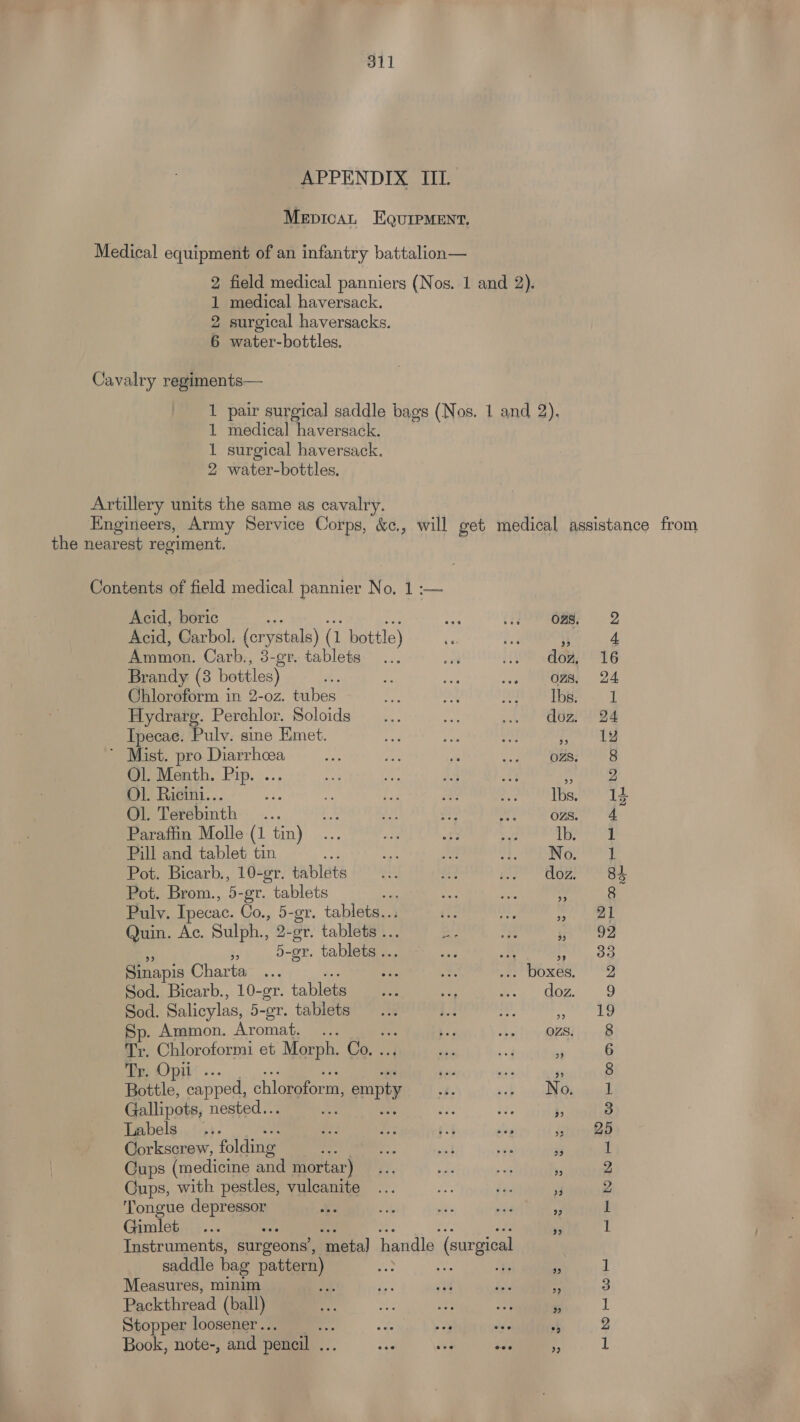 311
APPENDIX III.
MEDICAL EQUIPMENT.
Medical equipment of an infantry battalion—
2 field medical panniers (Nos. 1 and 2).
1 medical haversack.
2 surgical haversacks.
6 water-bottles.
Cavalry regiments—
1 pair surgical saddle bags (Nos. 1 and 2).
1 medical haversack.
1 surgical haversack.
2 water-bottles.
Artillery units the same as cavalry.
Engineers, Army Service Corps, &c., will get medical assistance from
the nearest regiment.
Contents of field medical pannier No. 1 :—
Acid, boric ... ... ... ... ... ozs. 2
Acid, Carbol. (crystals) (1 bottle) ... ... „ 4
Ammon. Carb., 3-gr. tablets ... ... ... doz. 16
Brandy (3 bottles) ... ... ... ... ozs. 24
Chloroform in 2-oz. tubes ... ... ... lbs. 1
Hydrarg. Perchlor. Soloids ... ... ... doz. 24
Ipecac. Pulv. sine Emet. ... ... ... „ 12
Mist. pro Diarrhœa ... ... ... ... ozs. 8
Ol. Menth. Pip. ... ... ... ... ... „ 2
Ol. Ricini... ... ... ... ... ... lbs. 1½
Ol. Terebinth ... ... ... ... ... ozs. 4
Paraffin Molle (1 tin) ... ... ... ... lb. 1
Pill and tablet tin ... ... ... ... No. 1
Pot. Bicarb., 10-gr. tablets ... ... ... doz. 8½
Pot. Brom., 5-gr. tablets ... ... ... „ 8
Pulv. Ipecac. Co., 5-gr. tablets... ... ... „ 21
Quin. Ac. Sulph., 2-gr. tablets ... ... ... „ 92
„ „ 5-gr. tablets ... ... ... „ 33
Sinapis Charta ... ... ... ... ... boxes. 2
Sod. Bicarb., 10-gr. tablets ... ... ... doz. 9
Sod. Salicylas, 5-gr. tablets ... ... ... „ 19
Sp. Ammon. Aromat. ... ... ... ... ozs. 8
Tr. Chloroformi et Morph. Co. ... ... ... „ 6
Tr. Opii ... ... ... ... ... ... „ 8
Bottle, capped, chloroform, empty ... ... No. 1
Gallipots, nested... ... ... ... ... „ 3
Labels ... ... ... ... ... ... „ 25
Corkscrew, folding ... ... ... ... „ 1
Cups (medicine and mortar) ... ... ... „ 2
Cups, with pestles, vulcanite ... ... ... „ 2
Tongue depressor ... ... ... ... „ 1
Gimlet ... ... ... ... ... ... „ 1
Instruments, surgeons', metal handle (surgical
saddle bag pattern) ... ... ... „ 1
Measures, minim ... ... ... ... „ 3
Packthread (ball) ... ... ... ... „ 1
Stopper loosener ... ... ... ... ... „ 2
Book, note-, and pencil ... ... ... ... „ 1